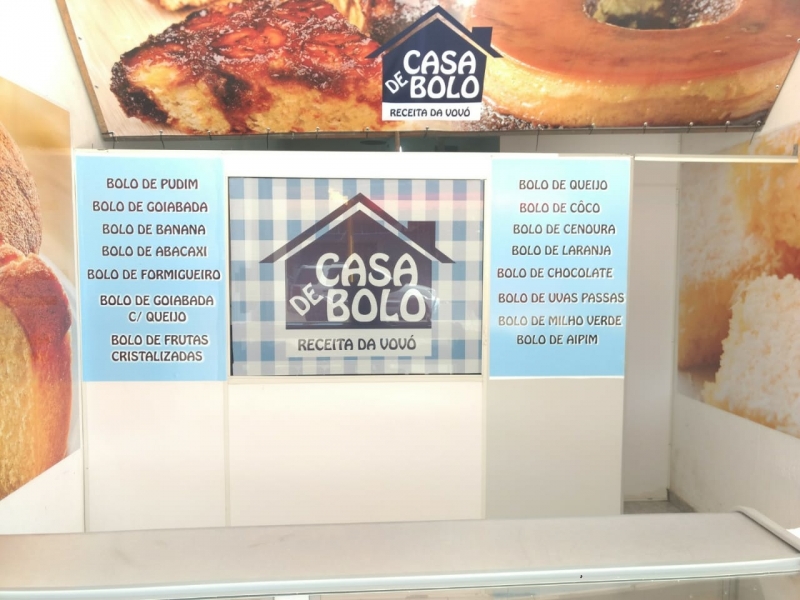 CASA
DE BOLO
RECEITA DA VOVÓ
BOLO DE PUDIM
BOLO DE GOIABADA
BOLO DE BANANA
BOLO DE ABACAXI
BOLO DE FORMIGUEIRO
BOLO DE GOIABADA
C/ QUEIJO
BOLO DE FRUTAS
CRISTALIZADAS
CASA
DE BOLO
RECEITA DA VOVÓ
BOLO DE QUEIJO
BOLO DE CÔCO
BOLO DE CENOURA
BOLO DE LARANJA
BOLO DE CHOCOLATE
BOLO DE UVAS PASSAS
BOLO DE MILHO VERDE
BOLO DE AIPIM